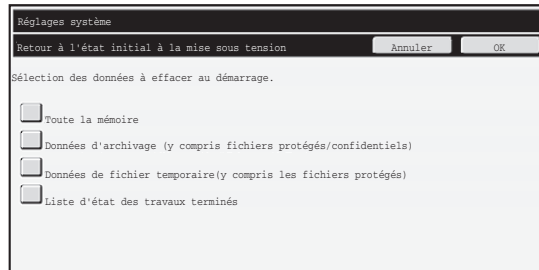 Réglages système
Retour à l'état initial à la mise sous tension Annuler OK
Sélection des données à effacer au démarrage.
Toute la mémoire
Données d'archivage (y compris fichiers protégés/confidentiels)
Données de fichier temporaire(y compris les fichiers protégés)
Liste d'état des travaux terminés